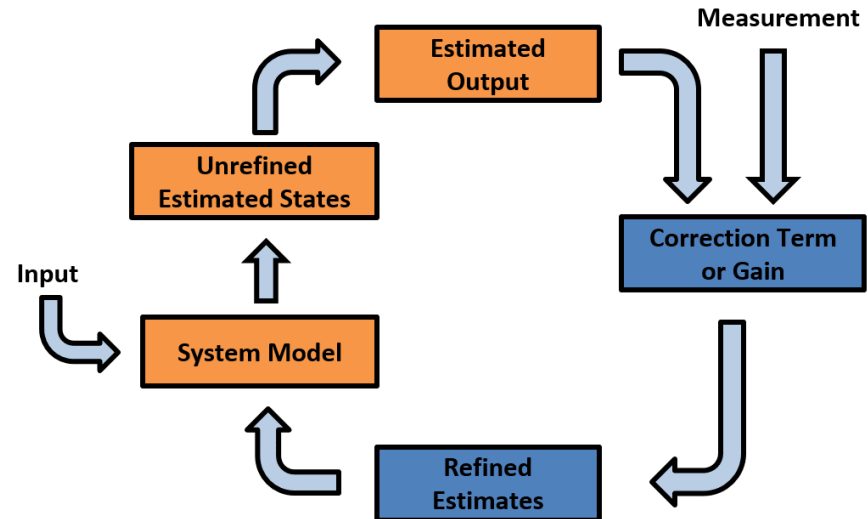 Measurement
Estimated
Output
Unrefined
Estimated States
Correction Term
or Gain
Input
System Model
Refined
Estimates